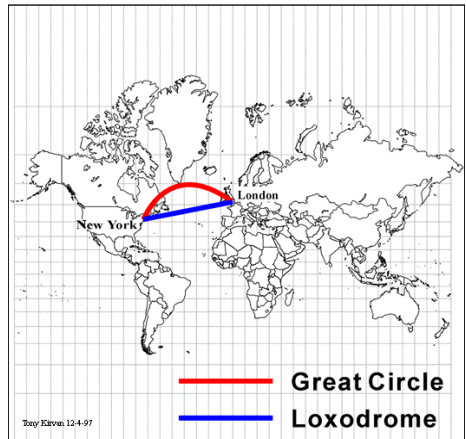 London
New York
Great Circle
Loxodrome
Tony Kirvan 12-4-97